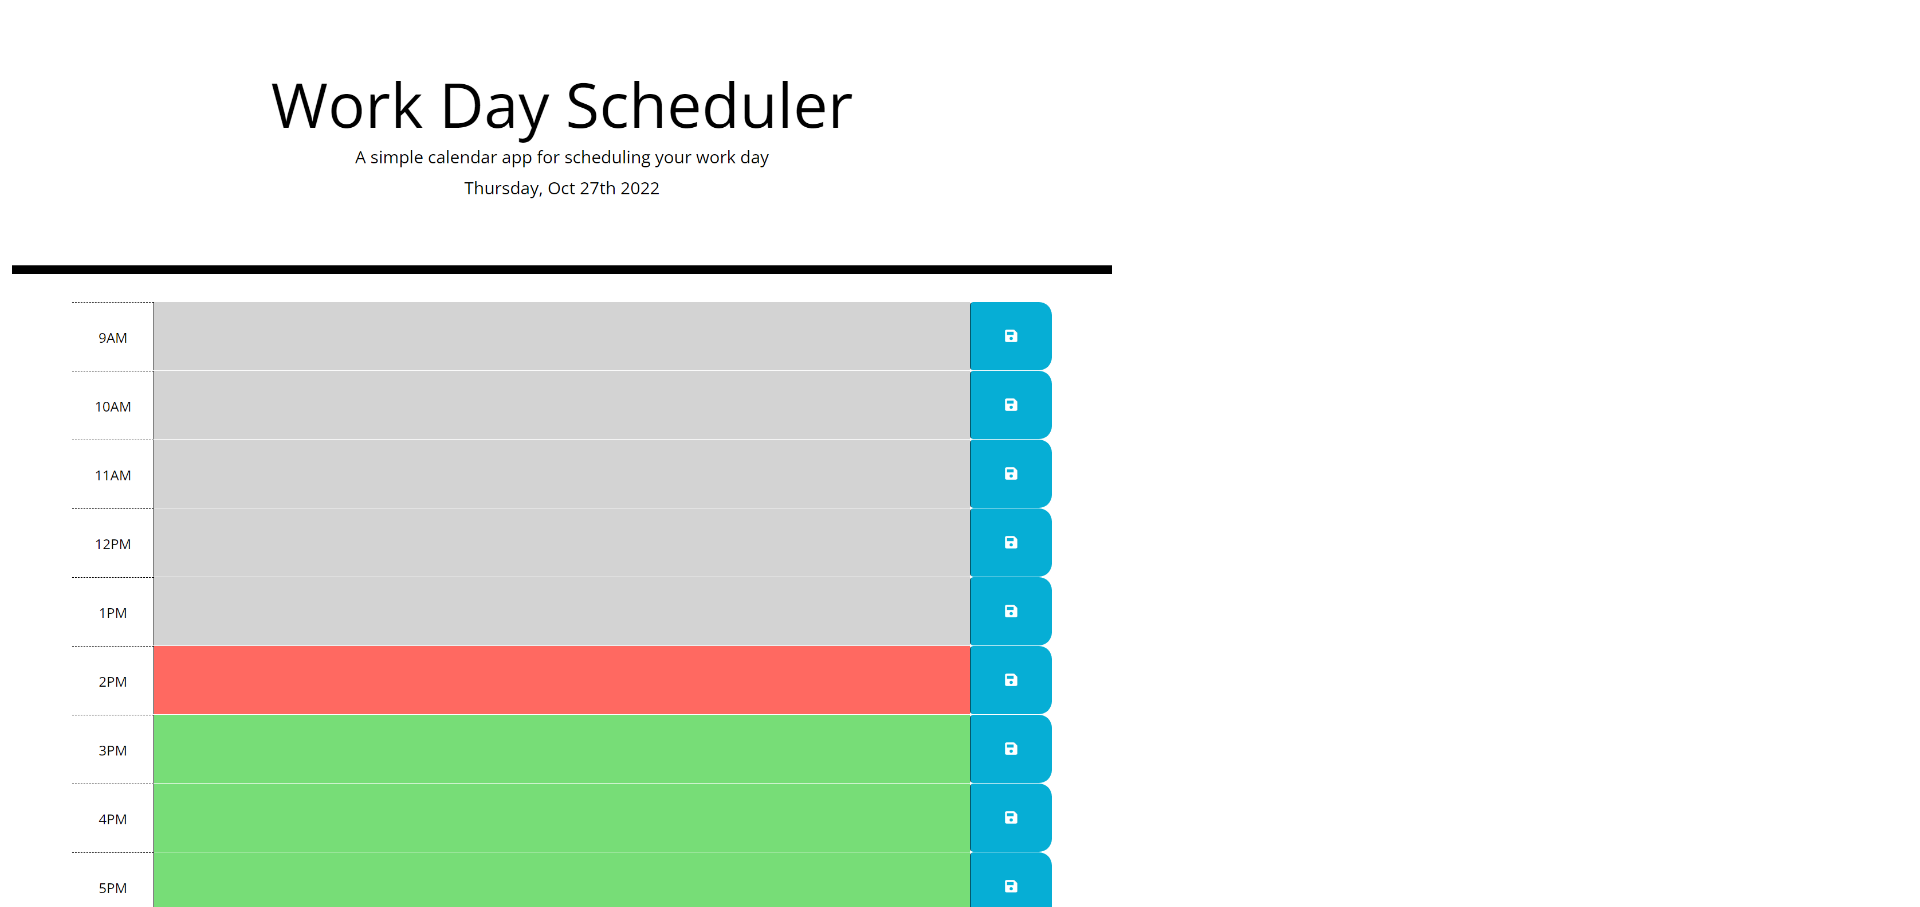 Work Day Scheduler
A simple calendar app for scheduling your work day
Thursday, Oct 27th 2022
9AM
10AM
11AM
12PM
1PM
2PM
3PM
4PM
5PM